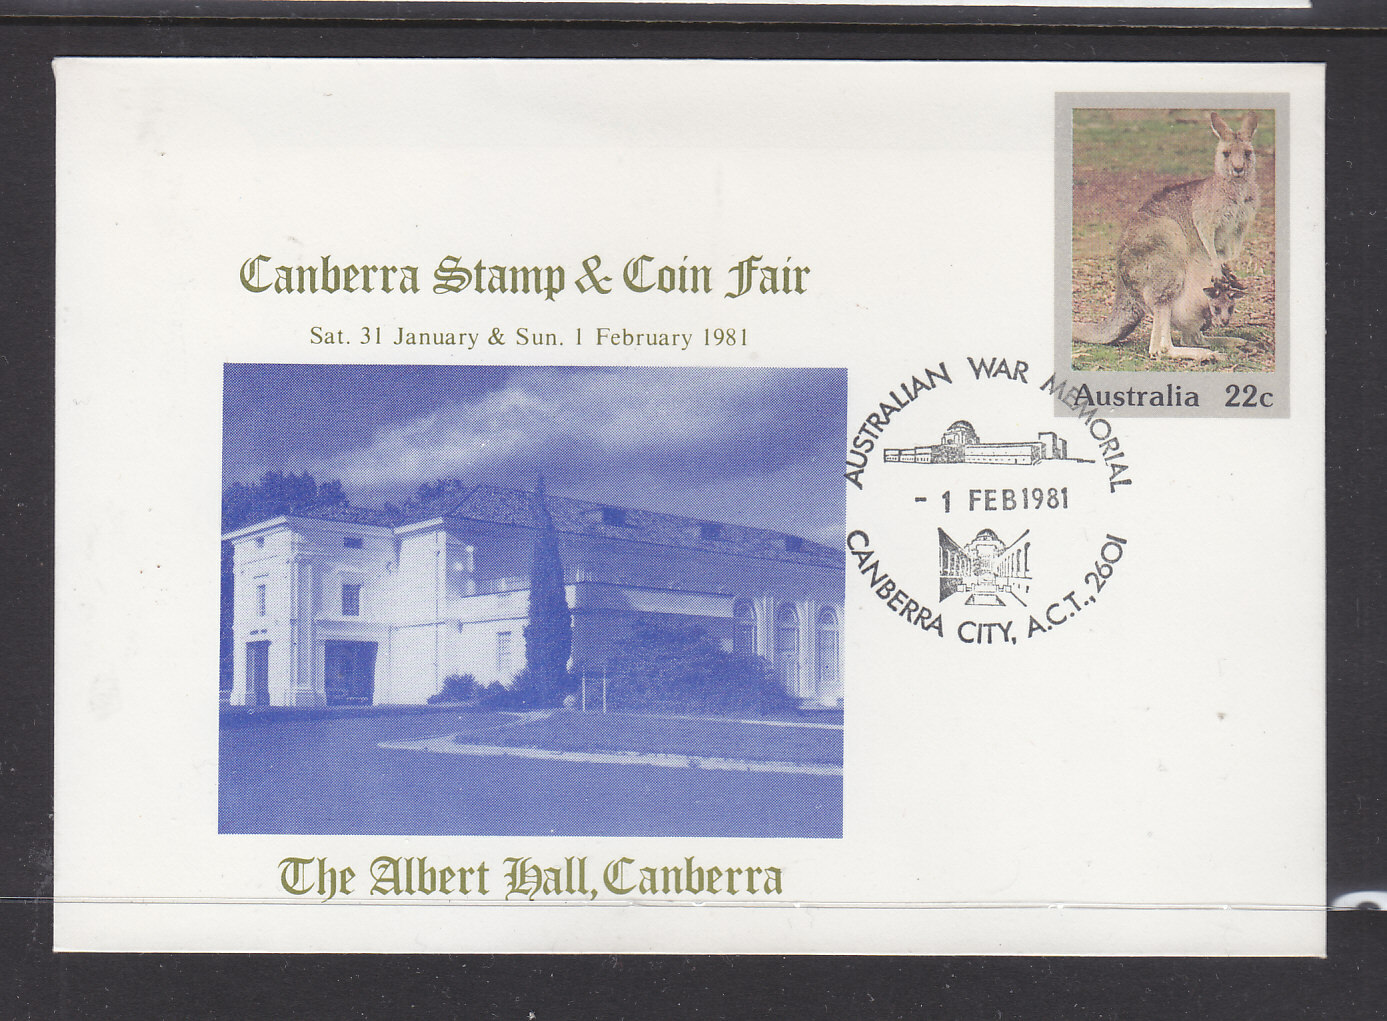 Canberra Stamp & Coin Fair
Sat. 31 January & Sun. 1 February 1981
Australia 22c
AUSTRALIAN WAR MEMORIAL
- 1 FEB 1981
CANBERRA CITY, A.C.T., 2601
The Albert Hall, Canberra